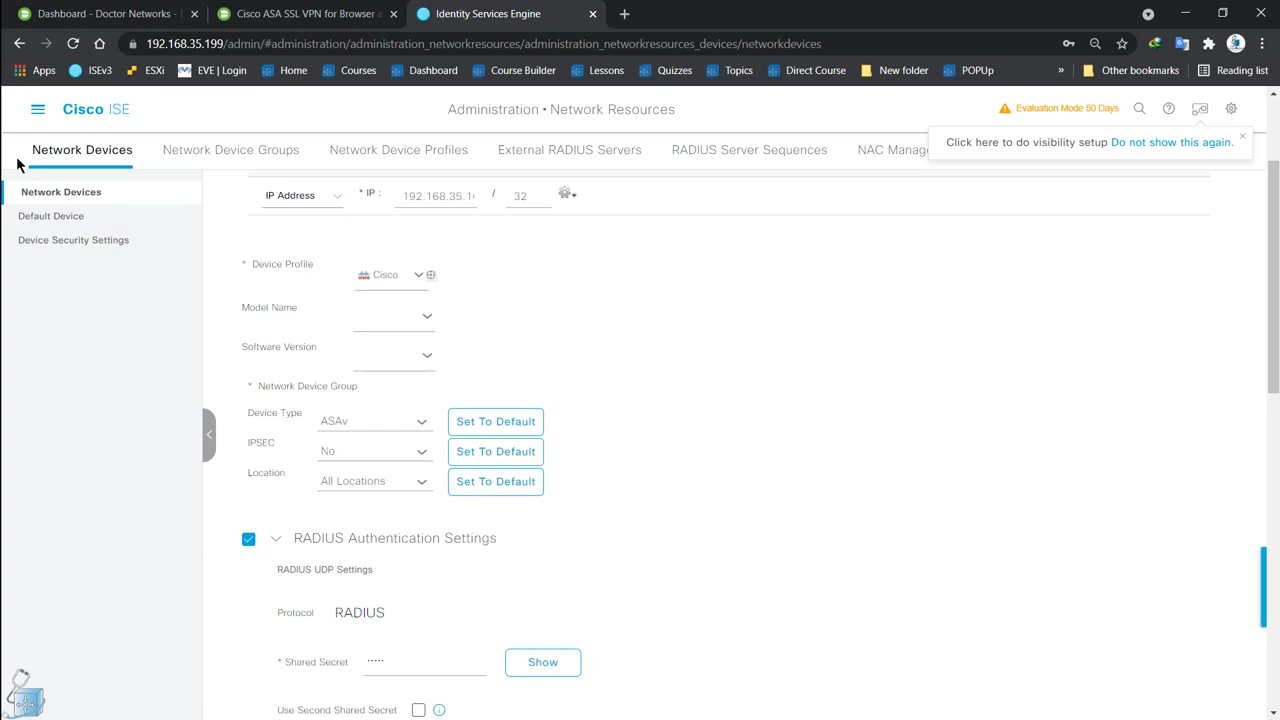 Dashboard - Doctor Networks -
Cisco ASA SSL VPN for Browser a
Identity Services Engine
192.168.35.199/admin/#administration/administration_networkresources/administration_networkresources_devices/networkdevices
Apps
ISEv3
ESXi
EVE | Login
Home
Courses
Dashboard
Course Builder
Lessons
Quizzes
Topics
Direct Course
New folder
POPUp
»
Other bookmarks
Reading list
Cisco ISE
Administration • Network Resources
Evaluation Mode 50 Days
Click here to do visibility setup Do not show this again.
Network Devices
Network Device Groups
Network Device Profiles
External RADIUS Servers
RADIUS Server Sequences
NAC Manag
Network Devices
Default Device
Device Security Settings
IP Address
* IP :
192.168.35.1
/
32
* Device Profile
Cisco
Model Name
Software Version
* Network Device Group
Device Type
ASAv
Set To Default
IPSEC
No
Set To Default
Location
All Locations
Set To Default
RADIUS Authentication Settings
RADIUS UDP Settings
Protocol
RADIUS
* Shared Secret
·····
Show
Use Second Shared Secret